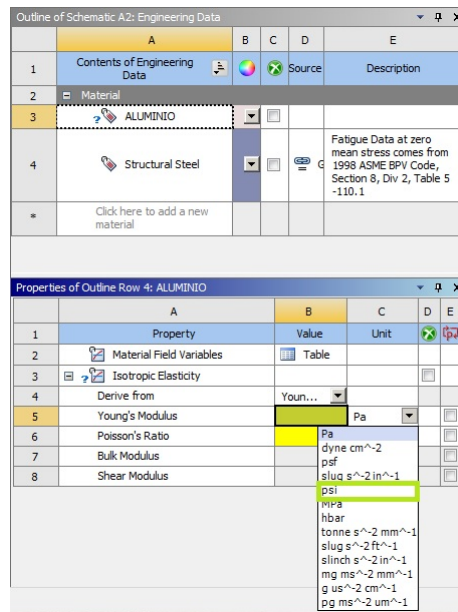 Outline of Schematic A2: Engineering Data
A B C D E
1 Contents of Engineering Data Source Description
2 Material
3 ? ALUMINIO
4 Structural Steel G Fatigue Data at zero mean stress comes from 1998 ASME BPV Code, Section 8, Div 2, Table 5 -110.1
* Click here to add a new material
Properties of Outline Row 4: ALUMINIO
A B C D E
1 Property Value Unit
2 Material Field Variables Table
3 ? Isotropic Elasticity
4 Derive from Youn...
5 Young's Modulus Pa
6 Poisson's Ratio
7 Bulk Modulus
8 Shear Modulus
Pa
dyne cm^-2
psf
slug s^-2 in^-1
psi
MPa
hbar
tonne s^-2 mm^-1
slug s^-2 ft^-1
slinch s^-2 in^-1
mg ms^-2 mm^-1
g us^-2 cm^-1
pg ms^-2 um^-1